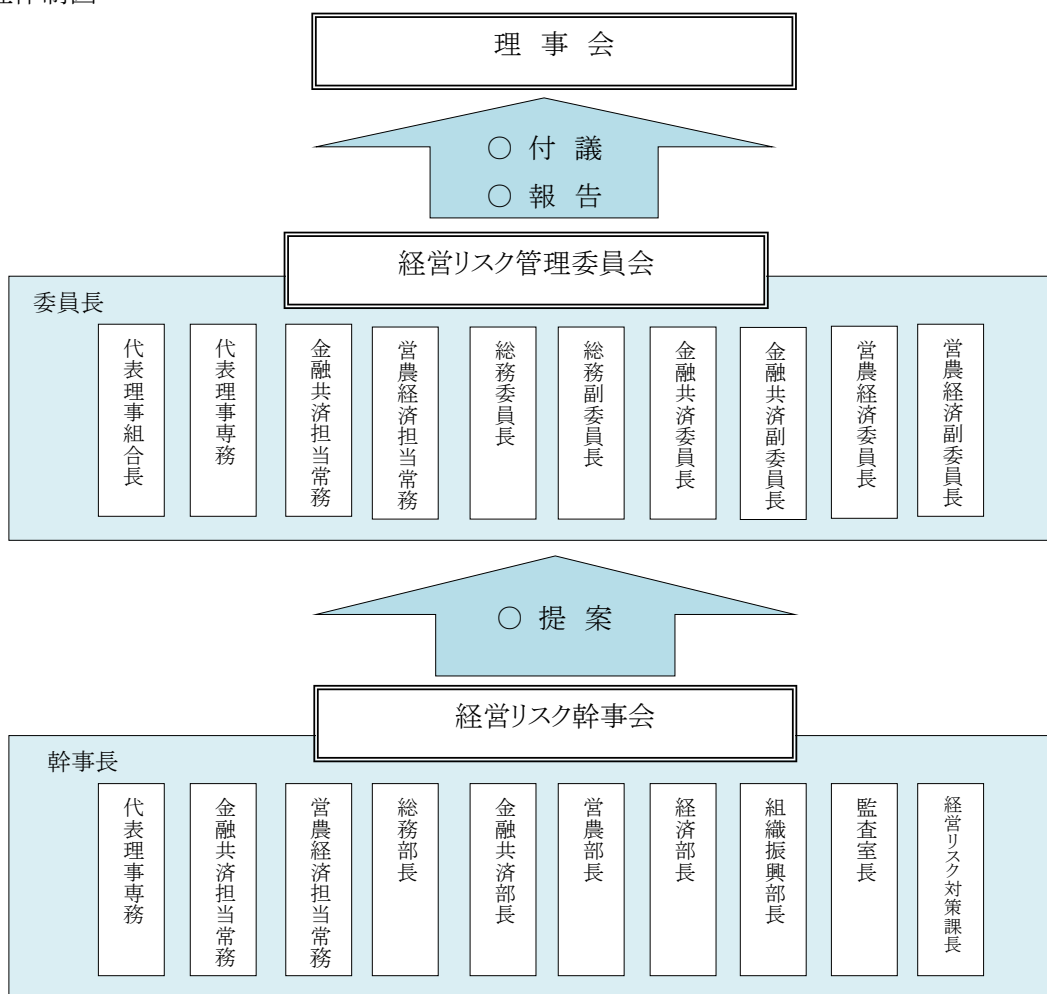 理 事 会
○ 付 議
○ 報 告
経営リスク管理委員会
委員長
代表理事組合長
代表理事専務
金融共済担当常務
営農経済担当常務
総務委員長
総務副委員長
金融共済委員長
金融共済副委員長
営農経済委員長
営農経済副委員長
○ 提 案
経営リスク幹事会
幹事長
代表理事専務
金融共済担当常務
営農経済担当常務
総務部長
金融共済部長
営農部長
経済部長
組織振興部長
監査室長
経営リスク対策課長